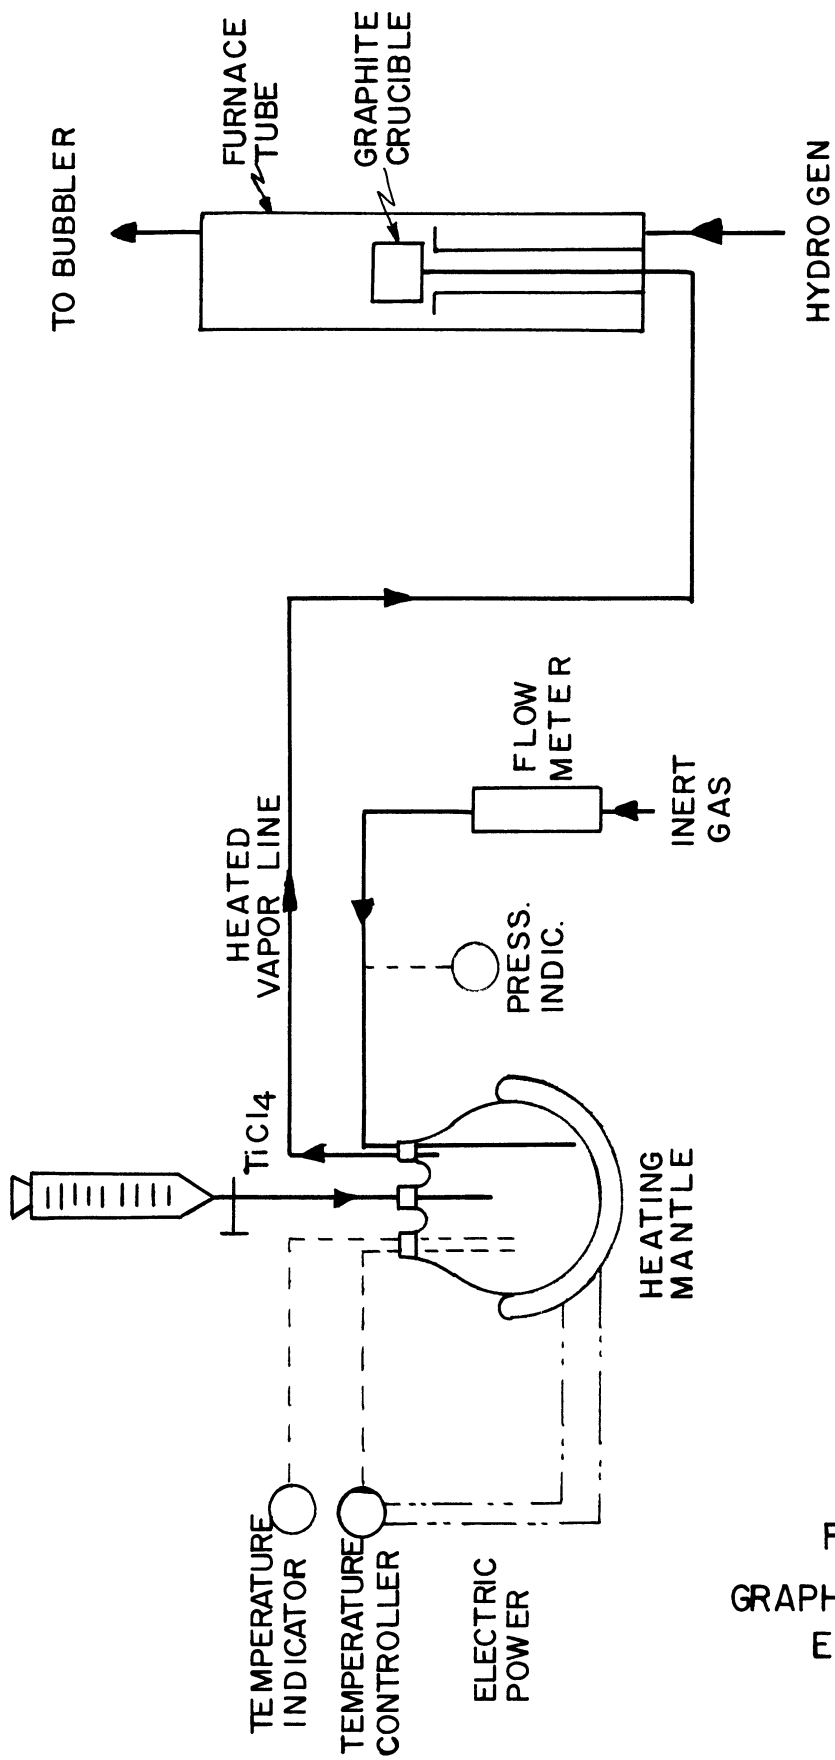 TO BUBBLER
FURNACE
TUBE
GRAPHITE
CRUCIBLE
HYDROGEN
HEATED
VAPOR LINE
FLOW
METER
INERT
GAS
PRESS.
INDIC.
TiCl4
HEATING
MANTLE
TEMPERATURE
INDICATOR
TEMPERATURE
CONTROLLER
ELECTRIC
POWER
GRAPH
E